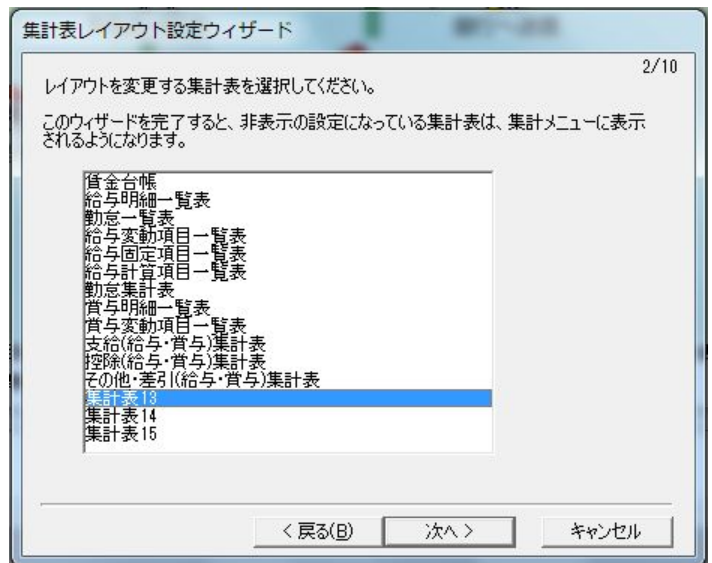 集計表レイアウト設定ウィザード
2/10
レイアウトを変更する集計表を選択してください。
このウィザードを完了すると、非表示の設定になっている集計表は、集計メニューに表示
されるようになります。
賃金台帳
給与明細一覧表
勤怠一覧表
給与変動項目一覧表
給与固定項目一覧表
給与計算項目一覧表
勤怠集計表
賞与明細一覧表
賞与変動項目一覧表
支給(給与・賞与)集計表
控除(給与・賞与)集計表
その他・差引(給与・賞与)集計表
集計表13
集計表14
集計表15
< 戻る(B)
次へ >
キャンセル